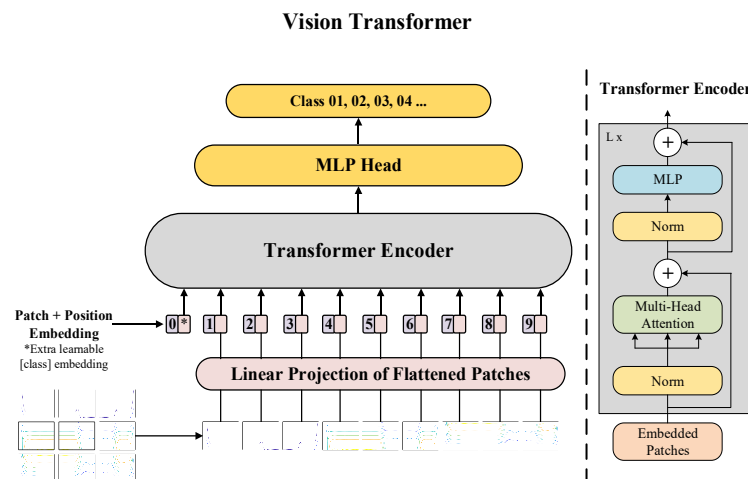 Vision Transformer
Class 01, 02, 03, 04 ...
MLP Head
Transformer Encoder
Patch + Position
Embedding
*Extra learnable
[class] embedding
0 * 1 2 3 4 5 6 7 8 9
Linear Projection of Flattened Patches
Transformer Encoder
L x
+
MLP
Norm
+
Multi-Head
Attention
Norm
Embedded
Patches